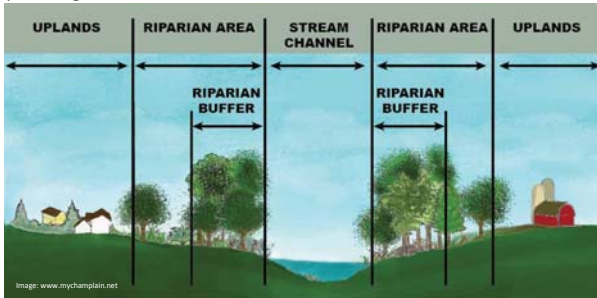 UPLANDS
RIPARIAN AREA
STREAM
CHANNEL
RIPARIAN AREA
UPLANDS
RIPARIAN
BUFFER
RIPARIAN
BUFFER
Image: www.mychamplain.net